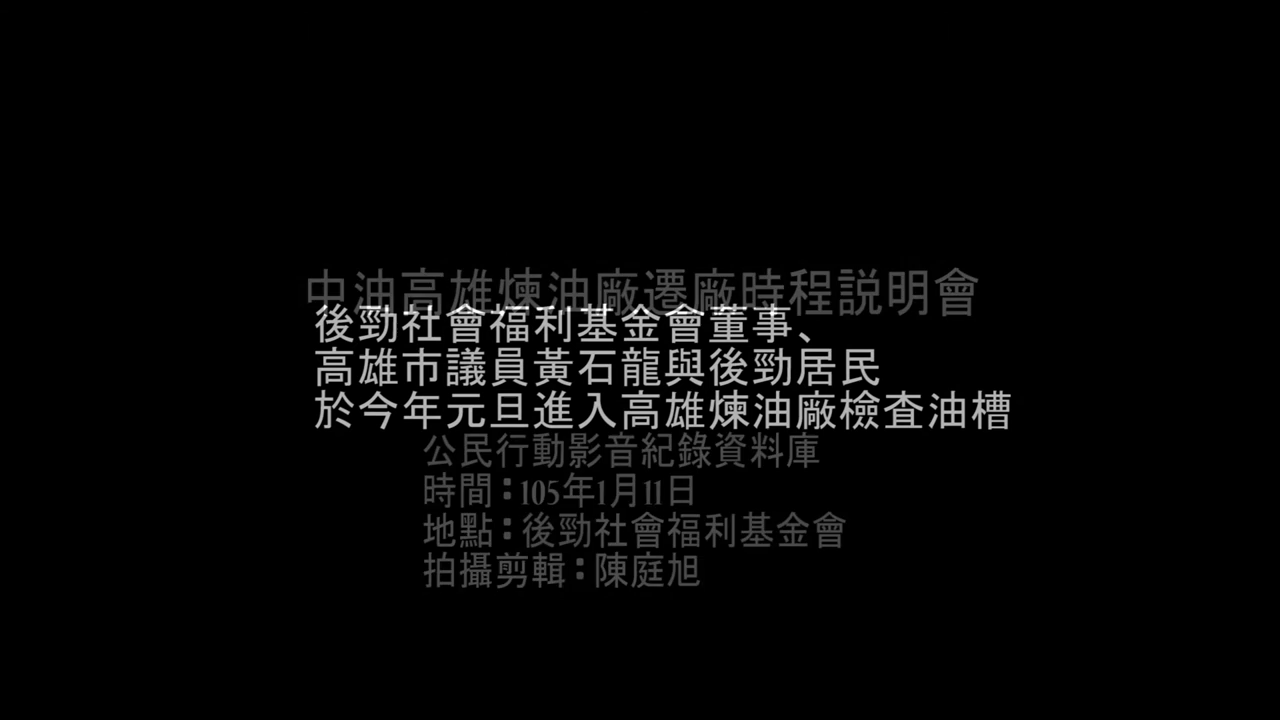 中油高雄煉油廠遷廠時程説明會
後勁社會福利基金會董事、
高雄市議員黃石龍與後勁居民
於今年元旦進入高雄煉油廠檢查油槽
公民行動影音紀錄資料庫
時間：105年1月11日
地點：後勁社會福利基金會
拍攝剪輯：陳庭旭